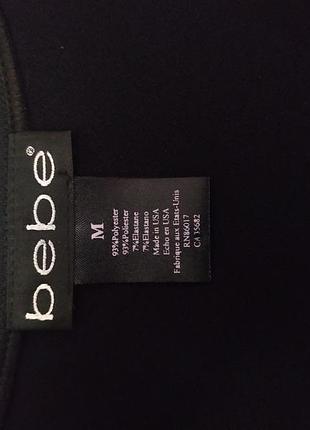 bebe®
M
93%Polyester
93%Poliester
7%Elastane
7%Elastano
Made in USA
Echo en USA
Fabrique aux Etats-Unis
RN86017
CA 35682